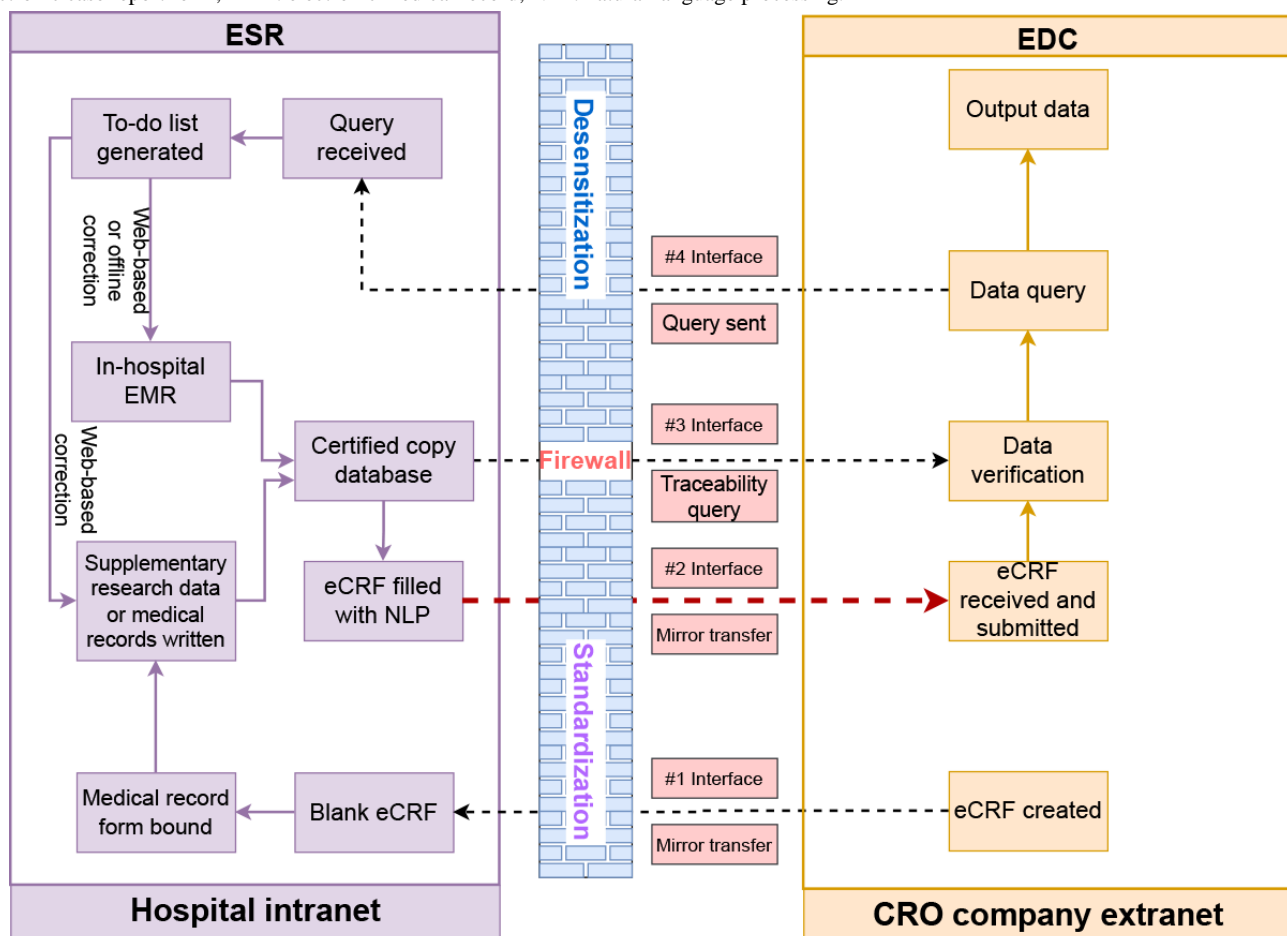 ESR
EDC
To-do list
generated
Query
received
Output data
Desensitization
Web-based
or offline
correction
#4 Interface
Data query
Query sent
In-hospital
EMR
Web-based
correction
Certified copy
database
Firewall
#3 Interface
Traceability
query
Data
verification
Supplementary
research data
or medical
records written
eCRF filled
with NLP
#2 Interface
Mirror transfer
eCRF
received and
submitted
Standardization
Medical record
form bound
Blank eCRF
#1 Interface
Mirror transfer
eCRF created
Hospital intranet
CRO company extranet